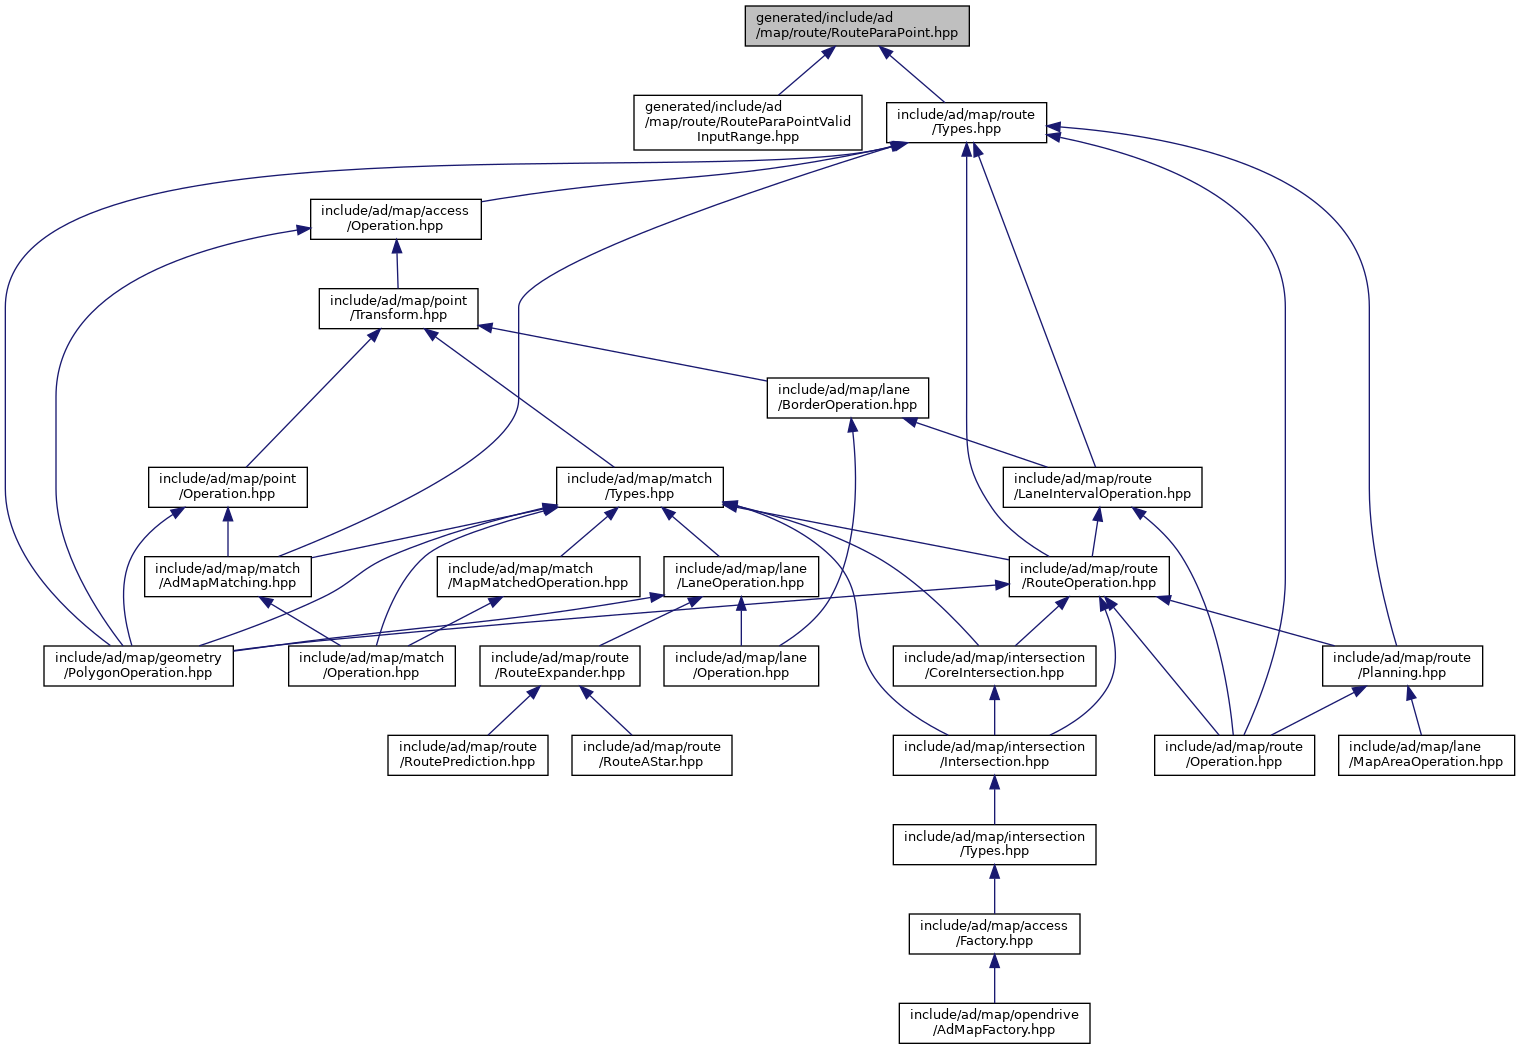 generated/include/ad
/map/route/RouteParaPoint.hpp
generated/include/ad
/map/route/RouteParaPointValid
InputRange.hpp
include/ad/map/route
/Types.hpp
include/ad/map/access
/Operation.hpp
include/ad/map/point
/Transform.hpp
include/ad/map/lane
/BorderOperation.hpp
include/ad/map/point
/Operation.hpp
include/ad/map/match
/Types.hpp
include/ad/map/route
/LaneIntervalOperation.hpp
include/ad/map/match
/AdMapMatching.hpp
include/ad/map/match
/MapMatchedOperation.hpp
include/ad/map/lane
/LaneOperation.hpp
include/ad/map/route
/RouteOperation.hpp
include/ad/map/geometry
/PolygonOperation.hpp
include/ad/map/match
/Operation.hpp
include/ad/map/route
/RouteExpander.hpp
include/ad/map/lane
/Operation.hpp
include/ad/map/intersection
/CoreIntersection.hpp
include/ad/map/route
/Planning.hpp
include/ad/map/route
/RoutePrediction.hpp
include/ad/map/route
/RouteAStar.hpp
include/ad/map/intersection
/Intersection.hpp
include/ad/map/route
/Operation.hpp
include/ad/map/lane
/MapAreaOperation.hpp
include/ad/map/intersection
/Types.hpp
include/ad/map/access
/Factory.hpp
include/ad/map/opendrive
/AdMapFactory.hpp